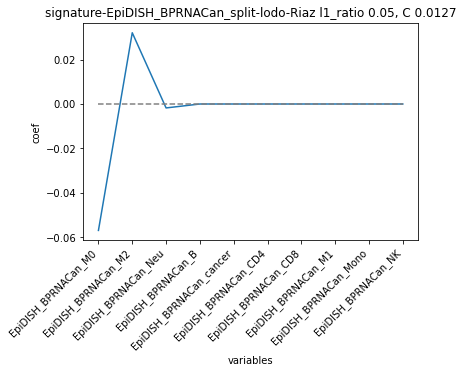 signature-EpiDISH_BPRNACan_split-lodo-Riaz l1_ratio 0.05, C 0.0127
0.02
0.00
−0.02
−0.04
−0.06
coef
EpiDISH_BPRNACan_M0
EpiDISH_BPRNACan_M2
EpiDISH_BPRNACan_Neu
EpiDISH_BPRNACan_B
EpiDISH_BPRNACan_cancer
EpiDISH_BPRNACan_CD4
EpiDISH_BPRNACan_CD8
EpiDISH_BPRNACan_M1
EpiDISH_BPRNACan_Mono
EpiDISH_BPRNACan_NK
variables